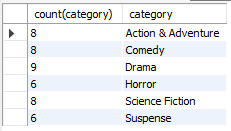 count(category) category
8 Action & Adventure
8 Comedy
9 Drama
6 Horror
8 Science Fiction
6 Suspense